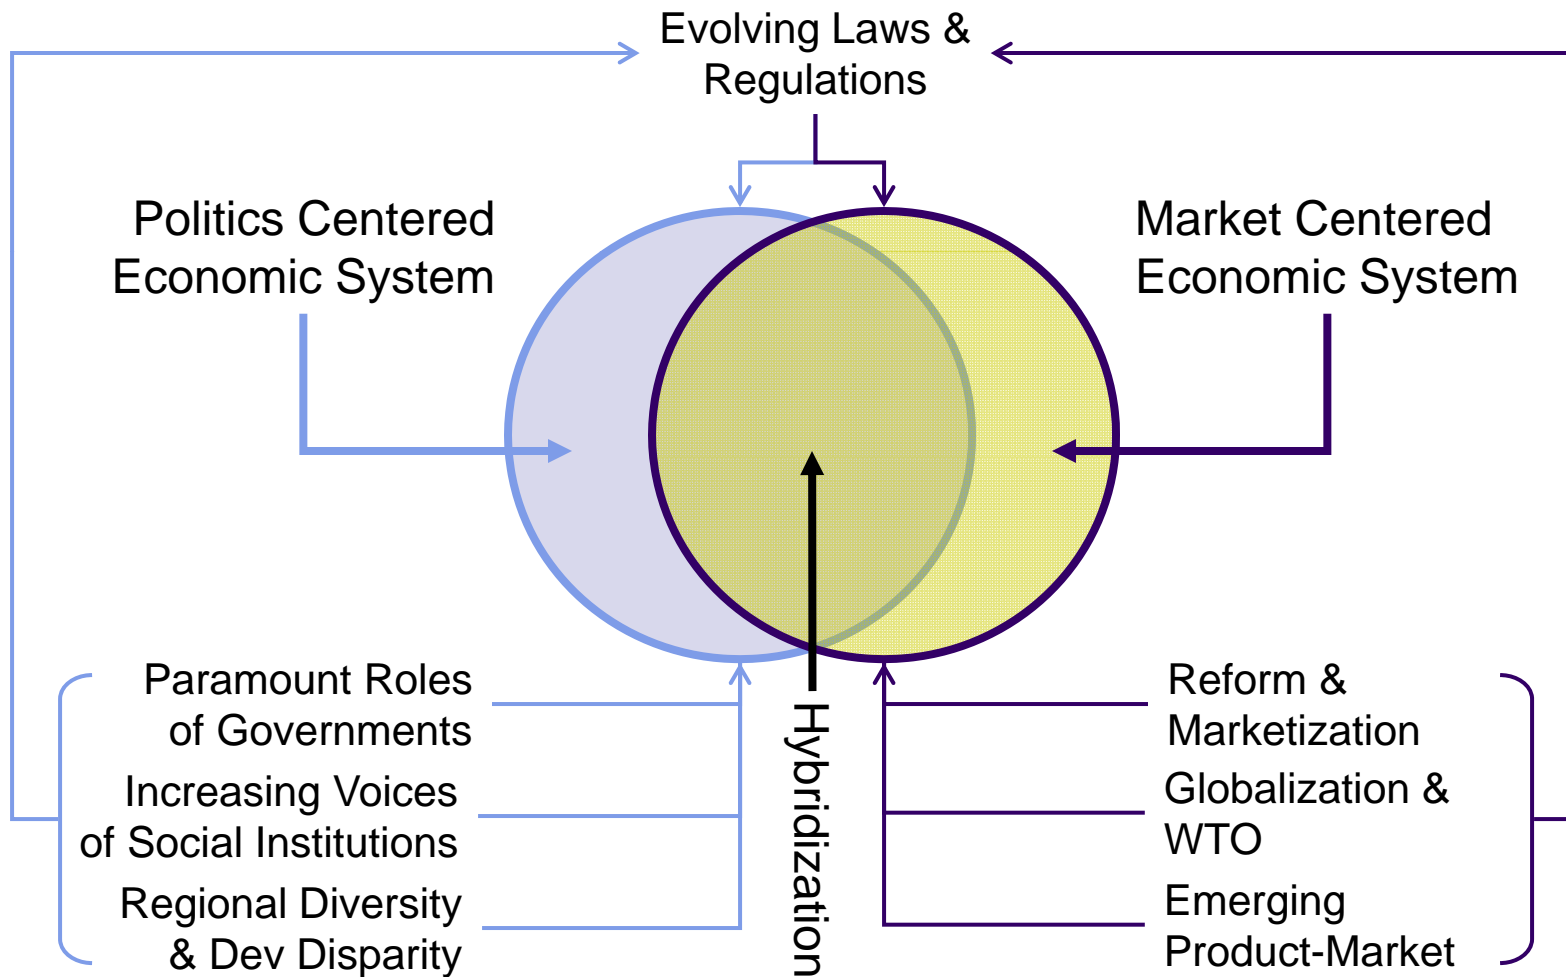 Evolving Laws &
Regulations
Politics Centered
Economic System
Market Centered
Economic System
Paramount Roles
of Governments
Increasing Voices
of Social Institutions
Regional Diversity
& Dev Disparity
Hybridization
Reform &
Marketization
Globalization &
WTO
Emerging
Product-Market